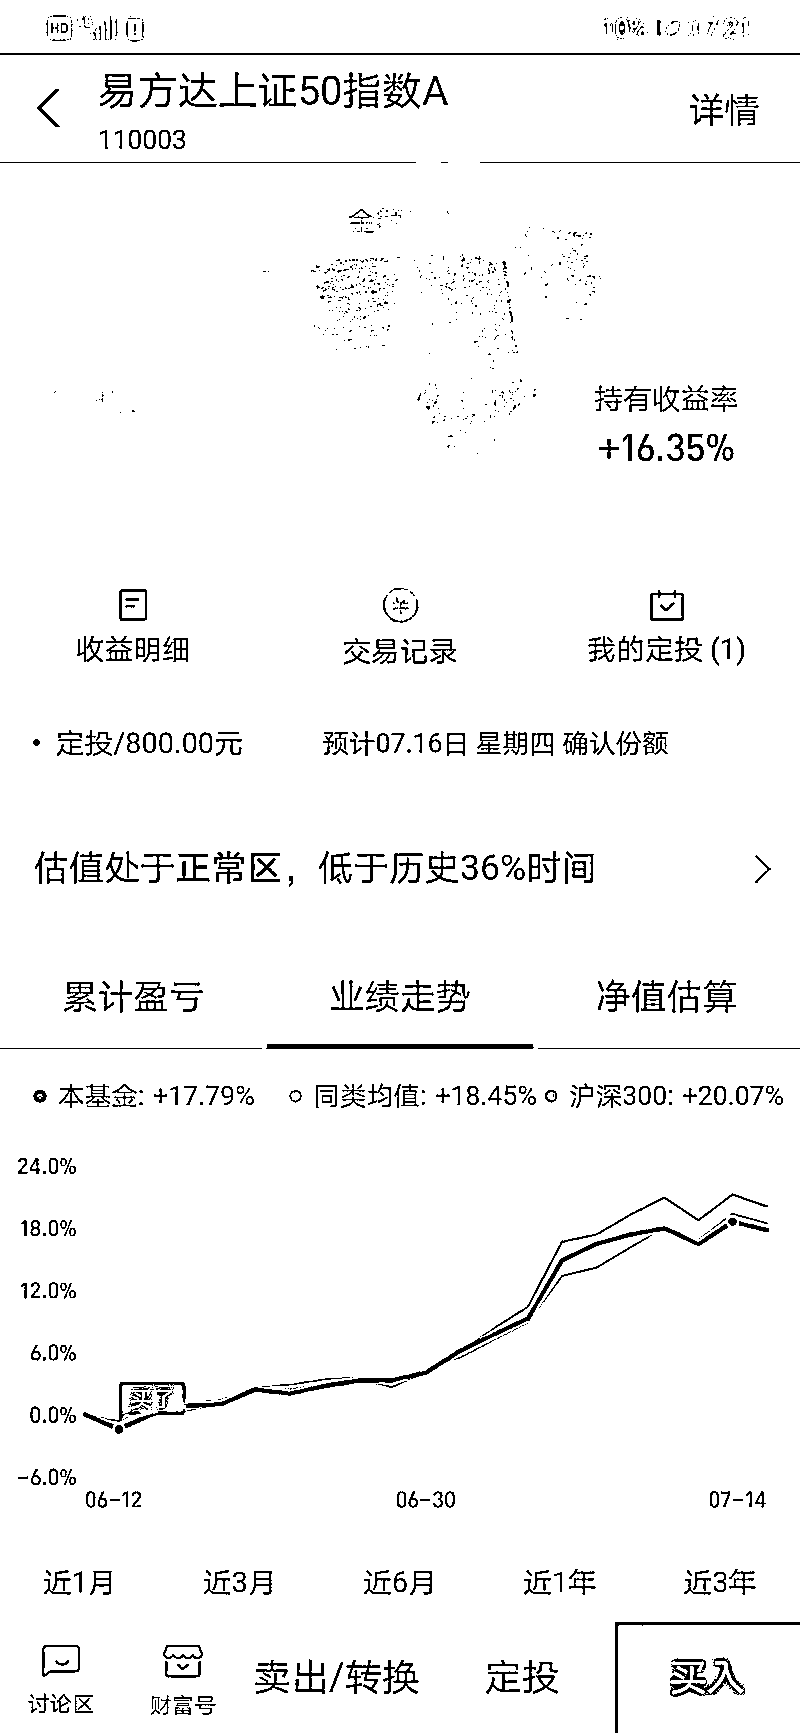 易方达上证50指数A
详情
110003
持有收益率
+16.35%
收益明细 交易记录 我的定投 (1)
• 定投/800.00元 预计07.16日 星期四 确认份额
估值处于正常区，低于历史36%时间
累计盈亏 业绩走势 净值估算
本基金: +17.79% 同类均值: +18.45% 沪深300: +20.07%
24.0%
18.0%
12.0%
6.0%
买了
0.0%
-6.0%
06-12 06-30 07-14
近1月 近3月 近6月 近1年 近3年
讨论区 财富号 卖出/转换 定投 买入